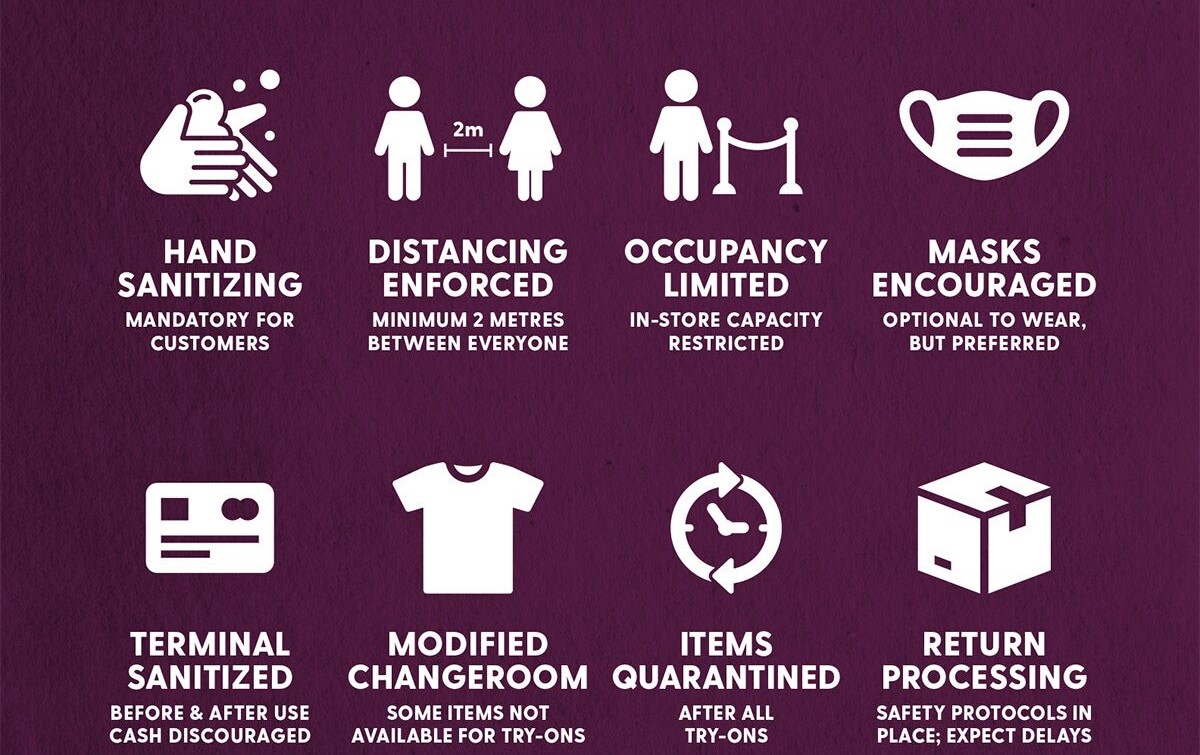 2m
HAND
SANITIZING
MANDATORY FOR
CUSTOMERS
DISTANCING
ENFORCED
MINIMUM 2 METRES
BETWEEN EVERYONE
OCCUPANCY
LIMITED
IN-STORE CAPACITY
RESTRICTED
MASKS
ENCOURAGED
OPTIONAL TO WEAR,
BUT PREFERRED
TERMINAL
SANITIZED
BEFORE & AFTER USE
CASH DISCOURAGED
MODIFIED
CHANGEROOM
SOME ITEMS NOT
AVAILABLE FOR TRY-ONS
ITEMS
QUARANTINED
AFTER ALL
TRY-ONS
RETURN
PROCESSING
SAFETY PROTOCOLS IN
PLACE; EXPECT DELAYS